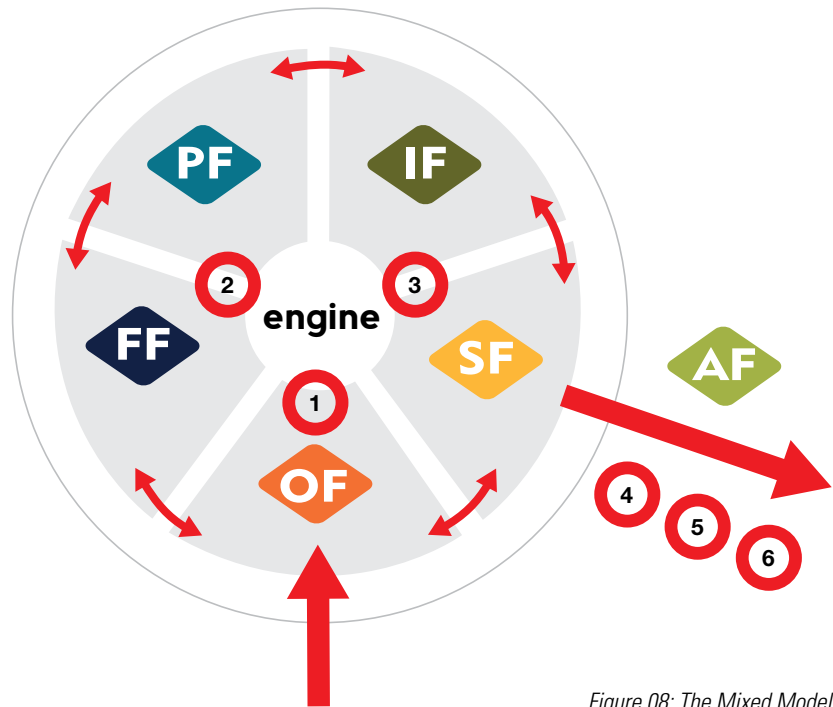 PF
IF
2
3
engine
FF
SF
AF
1
OF
4
5
6
Figure 08: The Mixed Model